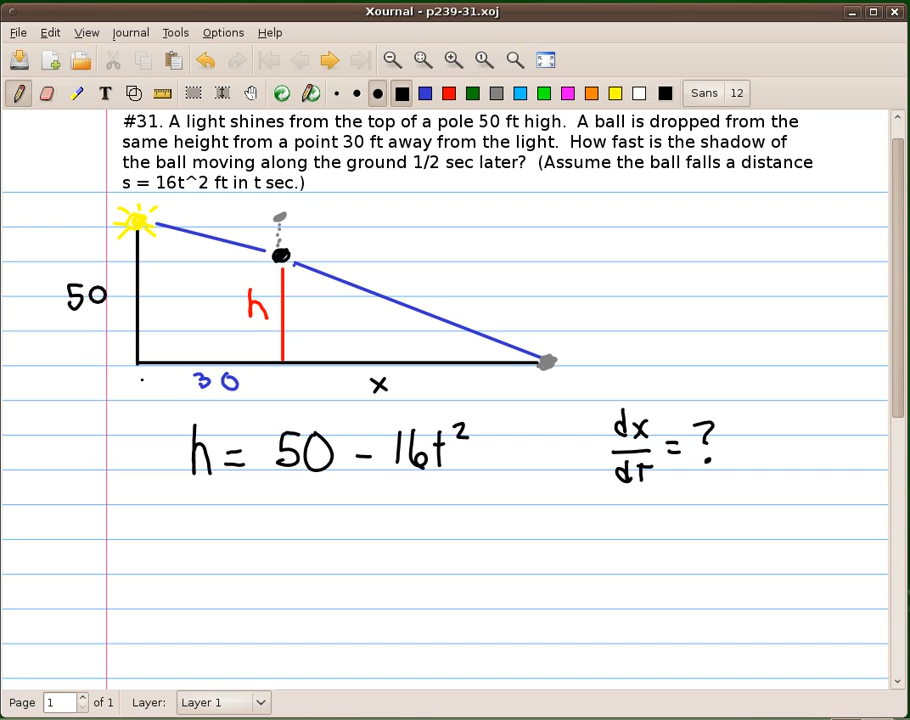 Xournal - p239-31.xoj
File Edit View Journal Tools Options Help
T Sans 12
#31. A light shines from the top of a pole 50 ft high. A ball is dropped from the
same height from a point 30 ft away from the light. How fast is the shadow of
the ball moving along the ground 1/2 sec later? (Assume the ball falls a distance
s = 16t^2 ft in t sec.)
50
h
30 x
h = 50 - 16t²
dx/dt = ?
Page 1 of 1 Layer: Layer 1